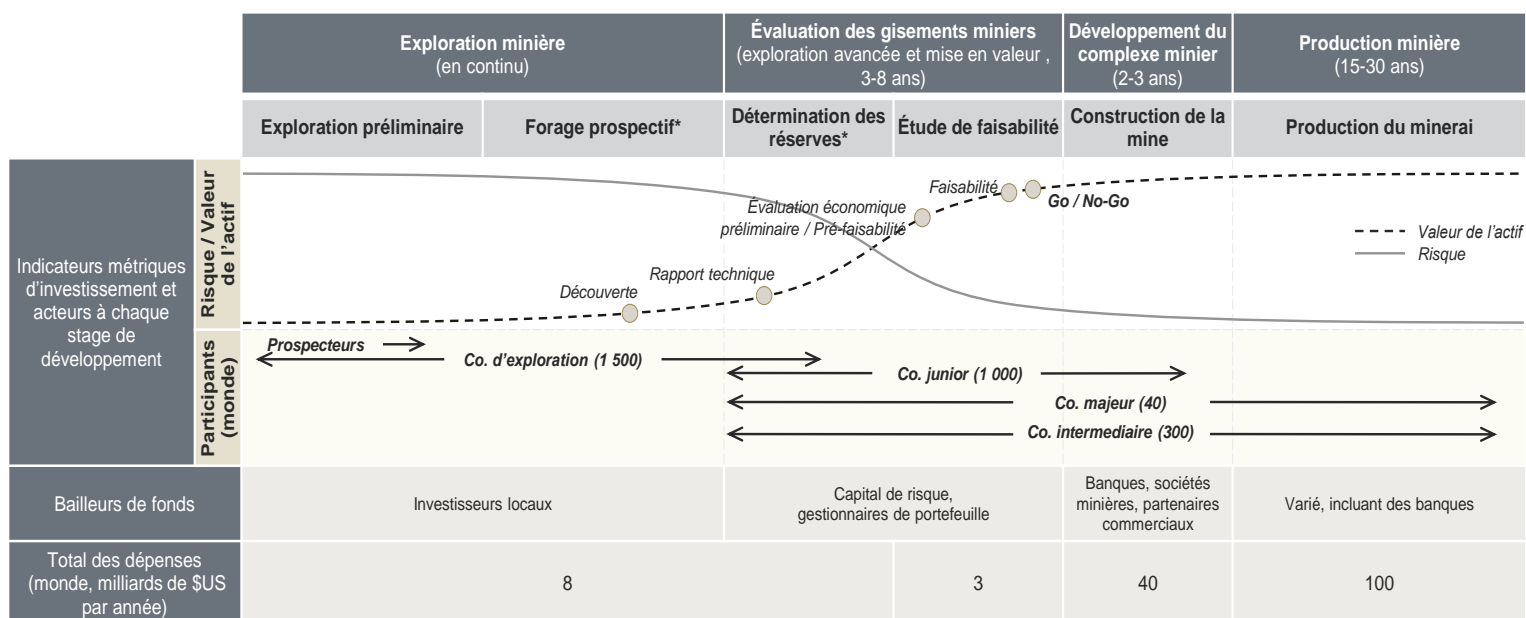 Exploration minière
(en continu)
Évaluation des gisements miniers
(exploration avancée et mise en valeur ,
3-8 ans)
Développement du
complexe minier
(2-3 ans)
Production minière
(15-30 ans)
Exploration préliminaire
Forage prospectif*
Détermination des
réserves*
Étude de faisabilité
Construction de la
mine
Production du minerai
Indicateurs métriques
d'investissement et
acteurs à chaque
stage de
développement
Risque / Valeur
de l'actif
Découverte
Rapport technique
Évaluation économique
préliminaire / Pré-faisabilité
Faisabilité
Go / No-Go
Valeur de l'actif
Risque
Participants
(monde)
Prospecteurs
Co. d'exploration (1 500)
Co. junior (1 000)
Co. majeur (40)
Co. intermediaire (300)
Bailleurs de fonds
Investisseurs locaux
Capital de risque,
gestionnaires de portefeuille
Banques, sociétés
minières, partenaires
commerciaux
Varié, incluant des banques
Total des dépenses
(monde, milliards de $US
par année)
8
3
40
100